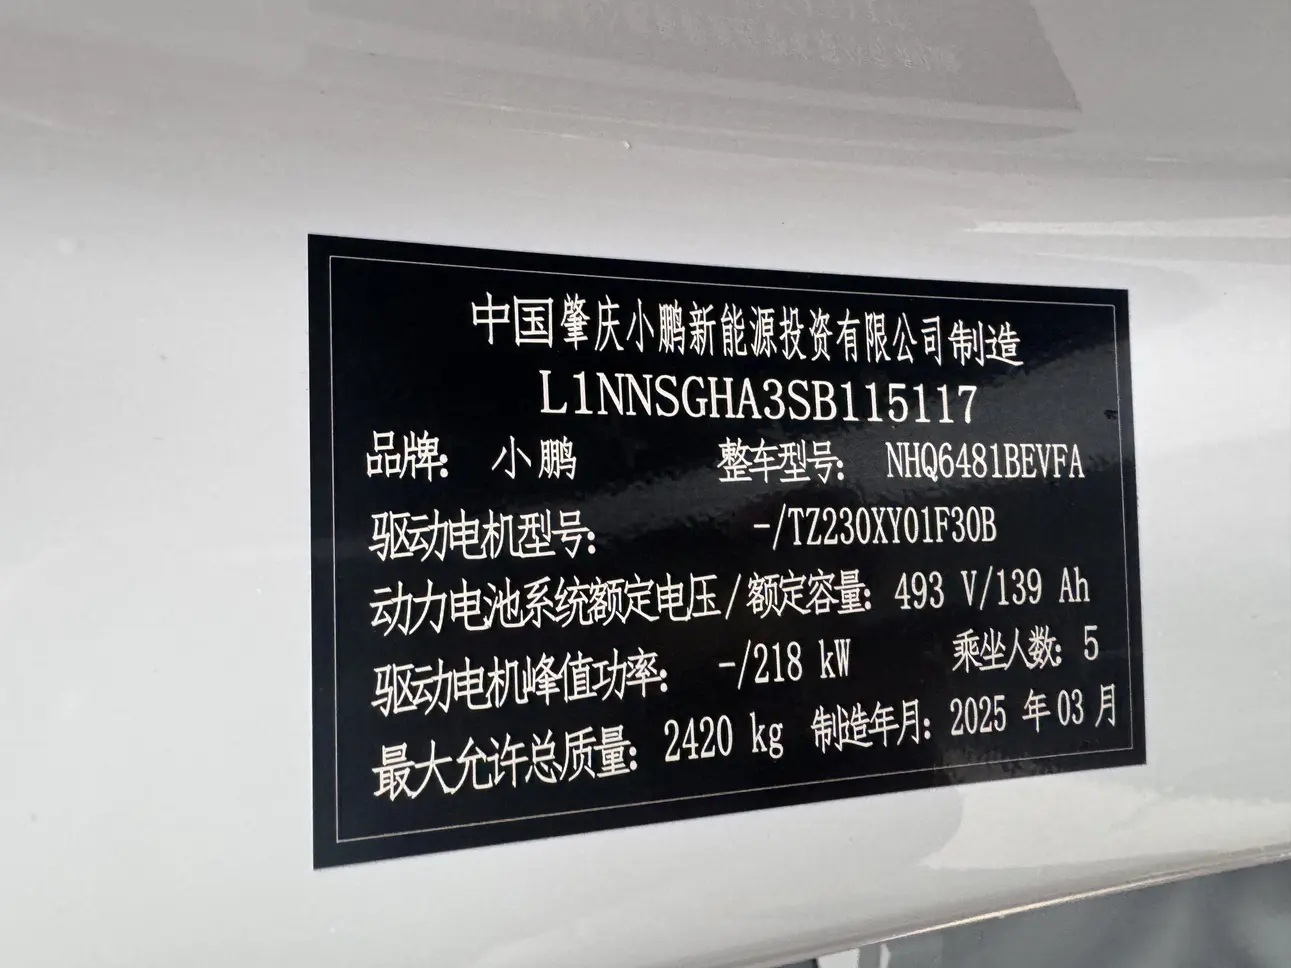 中国肇庆小鹏新能源投资有限公司制造
L1NNSGHA3SB115117
品牌: 小鹏 整车型号: NHQ6481BEVFA
驱动电机型号: -/TZ230XY01F30B
动力电池系统额定电压/额定容量: 493 V/139 Ah
驱动电机峰值功率: -/218 kW 乘坐人数: 5
最大允许总质量: 2420 kg 制造年月: 2025 年 03 月